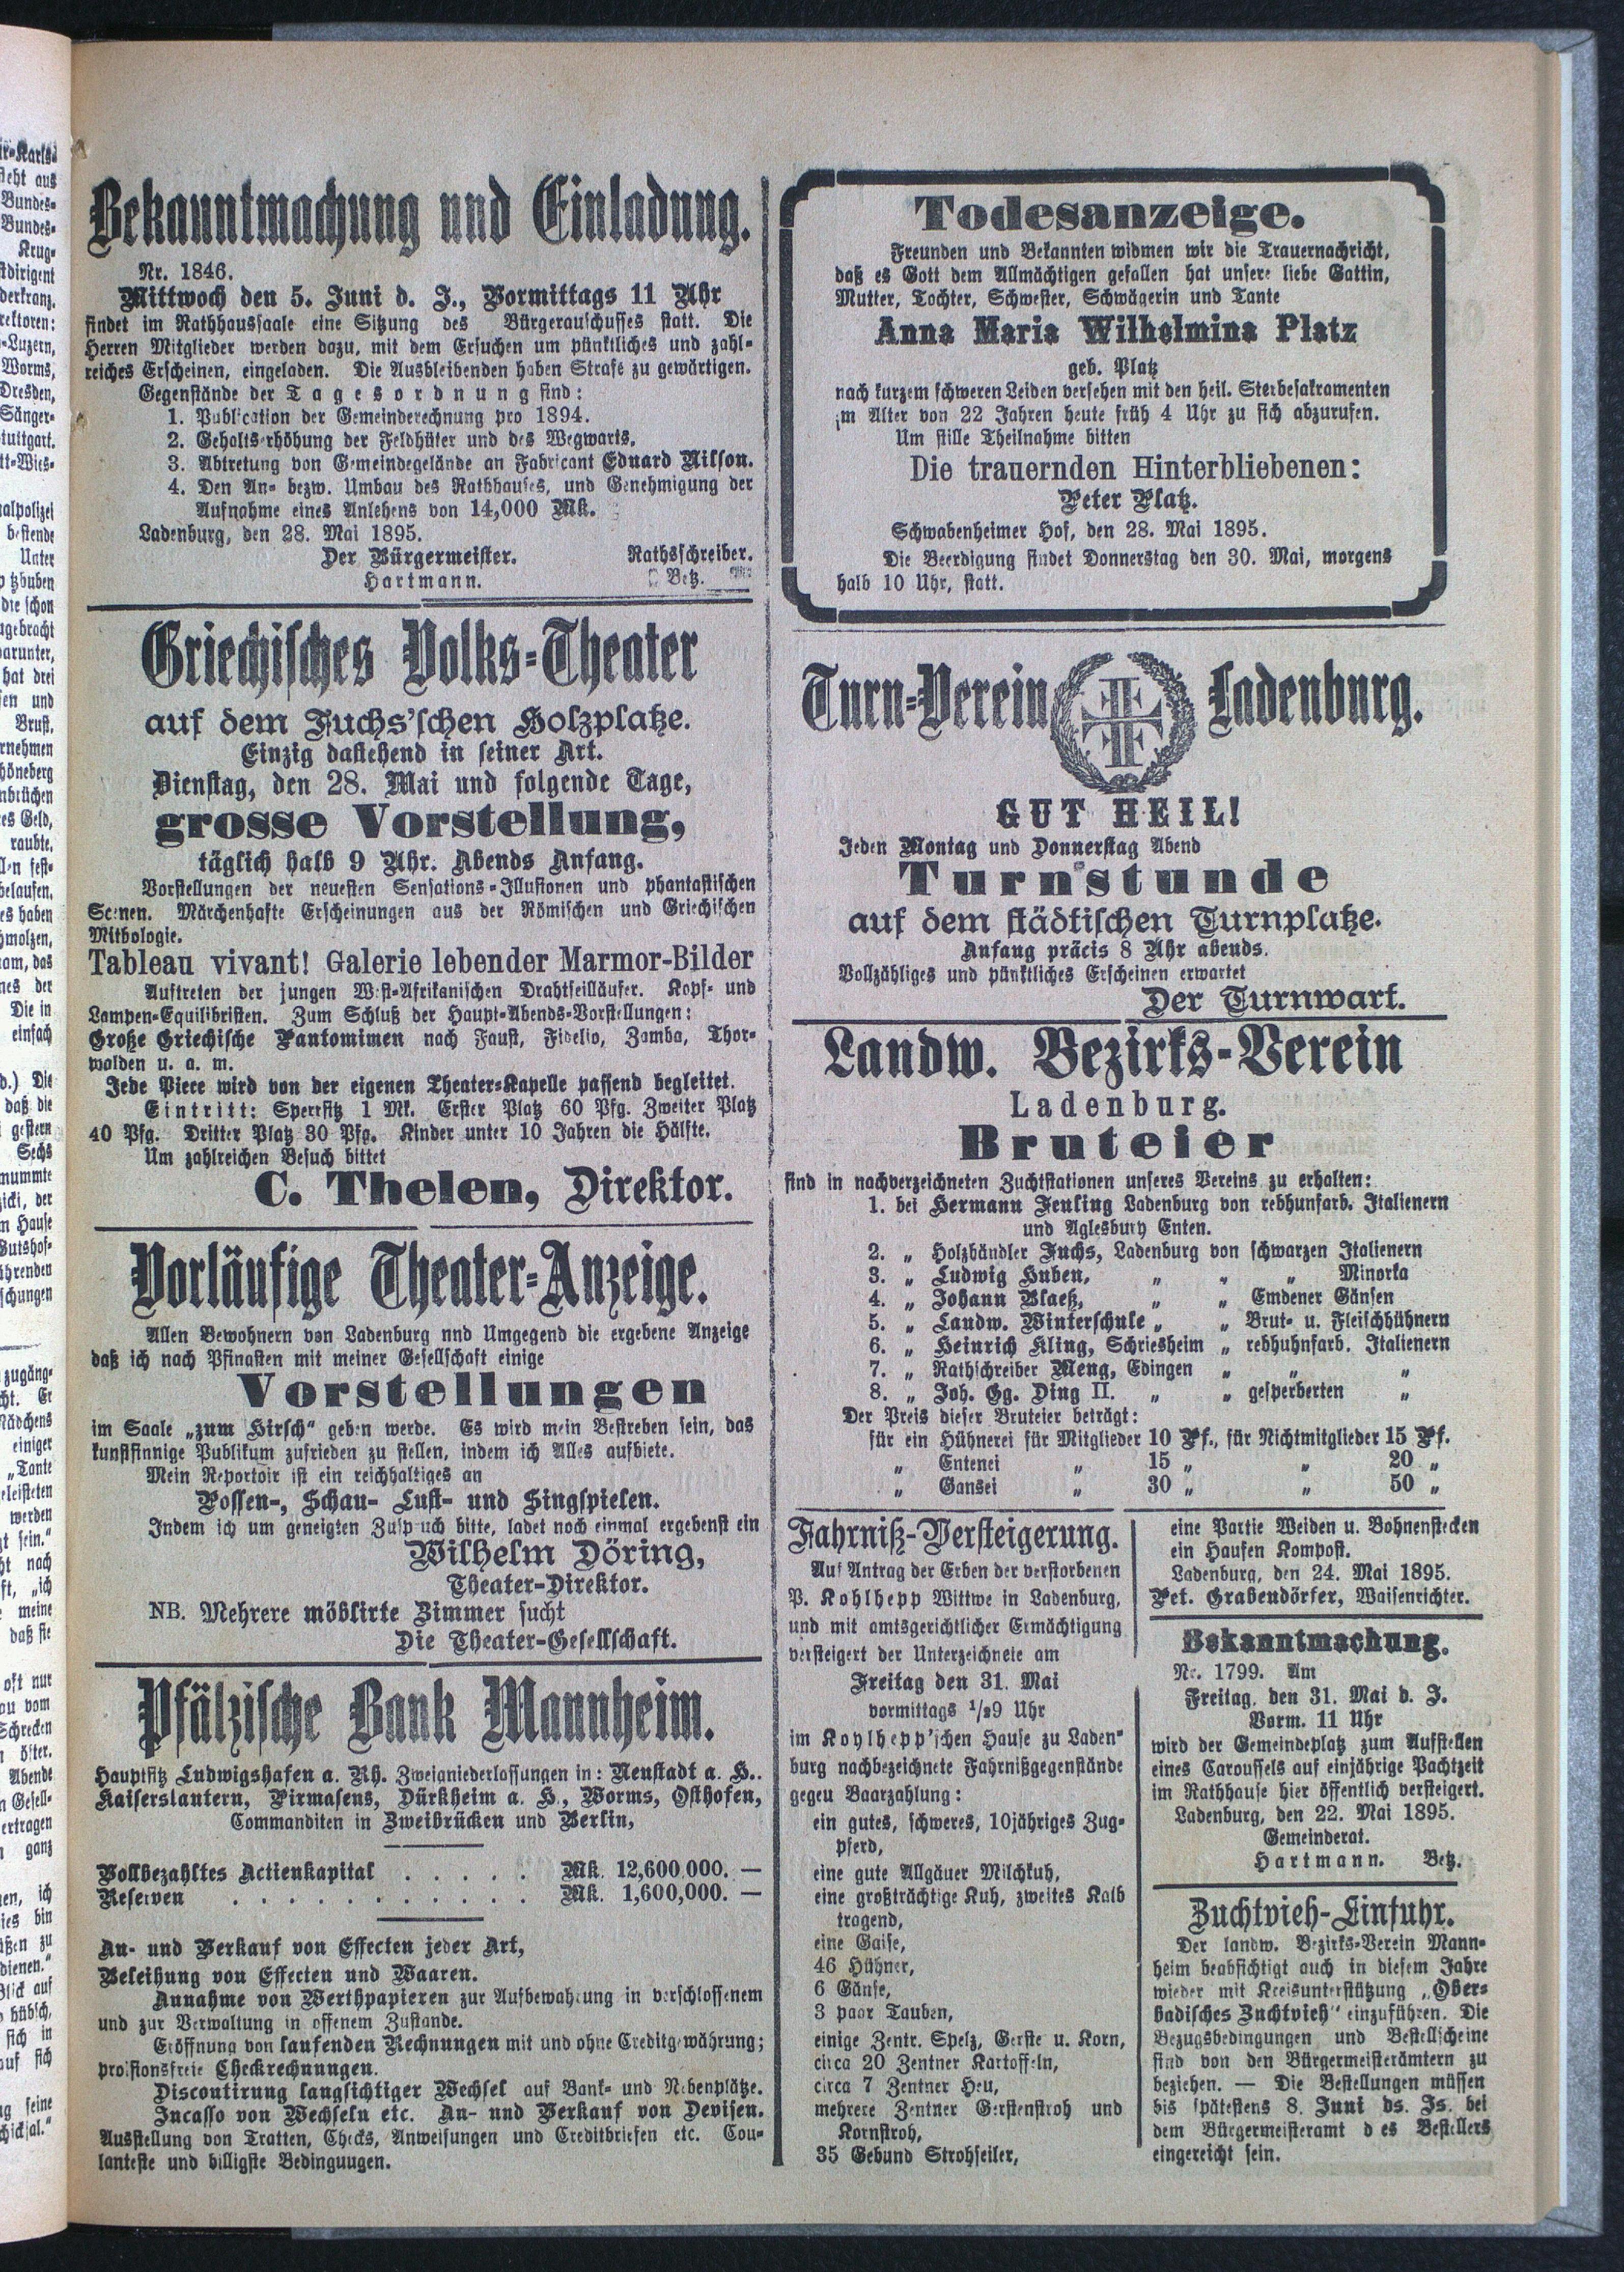 Bekanntmachung und Einladung.
Nr. 1846.
Mittwoch den 5. Juni d. J., Vormittags 11 Uhr
findet im Rathhaussaale eine Sitzung des Bürgerauschusses statt. Die
Herren Mitglieder werden dazu, mit dem Ersuchen um pünktliches und zahl-
reiches Erscheinen, eingeladen. Die Ausbleibenden haben Strafe zu gewärtigen.
Gegenstände der Tagesordnung sind:
1. Publication der Gemeinderechnung pro 1894.
2. Gehaltserhöhung der Feldhüter und des Wegwarts.
3. Abtretung von Gemeindegelände an Fabricant Eduard Nilson.
4. Den An- bezw. Umbau des Rathhauses, und Genehmigung der
Aufnahme eines Anlehens von 14,000 Mk.
Ladenburg, den 28. Mai 1895.
Der Bürgermeister. Rathsschreiber.
Hartmann. Betz.
Griechisches Volks-Theater
auf dem Fuchs'schen Holzplatze.
Einzig dastehend in seiner Art.
Dienstag, den 28. Mai und folgende Tage,
grosse Vorstellung,
täglich halb 9 Uhr. Abends Anfang.
Vorstellungen der neuesten Sensations-Illusionen und phantastischen
Scenen. Märchenhafte Erscheinungen aus der Römischen und Griechischen
Mithologie.
Tableau vivant! Galerie lebender Marmor-Bilder
Auftreten der jungen West-Afrikanischen Drahtseilläufer. Kopf- und
Lampen-Equilibristen. Zum Schluß der Haupt-Abends-Vorstellungen:
Große Griechische Pantomimen nach Faust, Fidelio, Zamba, Thor-
walden u. a. m.
Jede Piece wird von der eigenen Theater-Kapelle passend begleitet.
Eintritt: Sperrsitz 1 Mk. Erster Platz 60 Pfg. Zweiter Platz
40 Pfg. Dritter Platz 30 Pfg. Kinder unter 10 Jahren die Hälfte.
Um zahlreichen Besuch bittet
C. Thelen, Direktor.
Vorläufige Theater-Anzeige.
Allen Bewohnern von Ladenburg nnd Umgegend die ergebene Anzeige
daß ich nach Pfingsten mit meiner Gesellschaft einige
Vorstellungen
im Saale „zum Hirsch“ geben werde. Es wird mein Bestreben sein, das
kunstsinnige Publikum zufrieden zu stellen, indem ich Alles aufbiete.
Mein Reportoir ist ein reichhaltiges an
Possen-, Schau- Lust- und Singspielen.
Indem ich um geneigten Zuspruch bitte, ladet noch einmal ergebenst ein
Wilhelm Döring,
Theater-Direktor.
NB. Mehrere möblirte Zimmer sucht
Die Theater-Gesellschaft.
Pfälzische Bank Mannheim.
Hauptsitz Ludwigshafen a. Rh. Zweigniederlassungen in: Neustadt a. H..
Kaiserslautern, Pirmasens, Dürkheim a. H., Worms, Osthofen,
Commanditen in Zweibrücken und Berlin,
Vollbezahltes Actienkapital . . . . . Mk. 12,600,000. —
Reserven . . . . . . . . . . . Mk. 1,600,000. —
An- und Verkauf von Effecten jeder Art,
Beleihung von Effecten und Waaren.
Annahme von Werthpapieren zur Aufbewahrung in verschlossenem
und zur Verwaltung in offenem Zustande.
Eröffnung von laufenden Rechnungen mit und ohne Creditgewährung;
provisionsfreie Checkrechnungen.
Discontirung langsichtiger Wechsel auf Bank- und Nebenplätze.
Incasso von Wechseln etc. An- und Verkauf von Devisen.
Ausstellung von Tratten, Checks, Anweisungen und Creditbriefen etc. Cou-
lanteste und billigste Bedinguugen.
Todesanzeige.
Freunden und Bekannten widmen wir die Trauernachricht,
daß es Gott dem Allmächtigen gefallen hat unsere liebe Gattin,
Mutter, Tochter, Schwester, Schwägerin und Tante
Anna Maria Wilhelmina Platz
geb. Platz
nach kurzem schweren Leiden versehen mit den heil. Sterbesakramenten
im Alter von 22 Jahren heute früh 4 Uhr zu sich abzurufen.
Um stille Theilnahme bitten
Die trauernden Hinterbliebenen:
Peter Platz.
Schwabenheimer Hof, den 28. Mai 1895.
Die Beerdigung findet Donnerstag den 30. Mai, morgens
halb 10 Uhr, statt.
Turn-Verein Ladenburg.
GUT HEIL!
Jeden Montag und Donnerstag Abend
Turnstunde
auf dem städtischen Turnplatze.
Anfang präcis 8 Uhr abends.
Vollzähliges und pünktliches Erscheinen erwartet
Der Turnwart.
Landw. Bezirks-Verein
Ladenburg.
Bruteier
sind in nachverzeichneten Zuchtstationen unseres Vereins zu erhalten:
1. bei Hermann Feuling Ladenburg von rebhunfarb. Italienern
und Aglesbury Enten.
2. „ Holzhändler Fuchs, Ladenburg von schwarzen Italienern
3. „ Ludwig Huben, „ „ „ Minorka
4. „ Johann Blaeß, „ „ Emdener Gänsen
5. „ Landw. Winterschule „ „ Brut- u. Fleischhühnern
6. „ Heinrich Kling, Schriesheim „ rebhuhnfarb. Italienern
7. „ Rathschreiber Meng, Edingen „ „ „
8. „ Joh. Gg. Ding II. „ „ gesperberten „
Der Preis dieser Bruteier beträgt:
für ein Hühnerei für Mitglieder 10 Pf., für Nichtmitglieder 15 Pf.
„ Entenei „ 15 „ „ 20 „
„ Gansei „ 30 „ „ 50 „
Fahrniß-Versteigerung.
Auf Antrag der Erben der verstorbenen
P. Kohlhepp Wittwe in Ladenburg,
und mit amtsgerichtlicher Ermächtigung
versteigert der Unterzeichnete am
Freitag den 31. Mai
vormittags 1/29 Uhr
im Kohlhepp'schen Hause zu Laden-
burg nachbezeichnete Fahrnißgegenstände
gegeu Baarzahlung:
ein gutes, schweres, 10jähriges Zug-
pferd,
eine gute Allgäuer Milchkuh,
eine großträchtige Kuh, zweites Kalb
tragend,
eine Gaise,
46 Hühner,
6 Gänse,
3 paar Tauben,
einige Zentr. Spelz, Gerste u. Korn,
circa 20 Zentner Kartoffeln,
circa 7 Zentner Heu,
mehrere Zentner Gerstenstroh und
Kornstroh,
35 Gebund Strohseiler,
eine Partie Weiden u. Bohnenstecken
ein Haufen Kompost.
Ladenburg, den 24. Mai 1895.
Pet. Grabendörfer, Waisenrichter.
Bekanntmachung.
Nr. 1799. Am
Freitag, den 31. Mai d. J.
Vorm. 11 Uhr
wird der Gemeindeplatz zum Aufstellen
eines Caroussels auf einjährige Pachtzeit
im Rathhause hier öffentlich versteigert.
Ladenburg, den 22. Mai 1895.
Gemeinderat.
Hartmann. Betz.
Zuchtvieh-Einfuhr.
Der landw. Bezirks-Verein Mann-
heim beabsichtigt auch in diesem Jahre
wieder mit Kreisunterstützung „Ober-
badisches Zuchtvieh“ einzuführen. Die
Bezugsbedingungen und Bestellscheine
sind von den Bürgermeisterämtern zu
beziehen. — Die Bestellungen müssen
bis spätestens 8. Juni ds. Js. bei
dem Bürgermeisteramt des Bestellers
eingereicht sein.